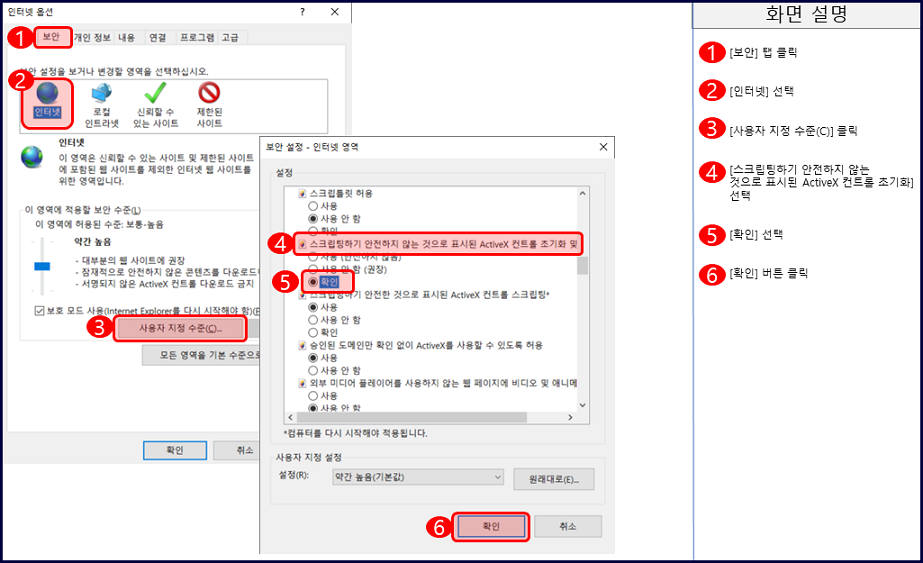 인터넷 옵션
?
1
보안
개인 정보
내용
연결
프로그램
고급
보안 설정을 보거나 변경할 영역을 선택하십시오.
2
인터넷
로컬
인트라넷
신뢰할 수
있는 사이트
제한된
사이트
인터넷
이 영역은 신뢰할 수 있는 사이트 및 제한된 사이트
에 포함된 웹 사이트를 제외한 인터넷 웹 사이트를
위한 영역입니다.
이 영역에 적용할 보안 수준(L)
이 영역에 허용된 수준: 보통-높음
약간 높음
- 대부분의 웹 사이트에 권장
- 잠재적으로 안전하지 않은 콘텐츠를 다운로드
- 서명되지 않은 ActiveX 컨트롤 다운로드 금지
보호 모드 사용(Internet Explorer를 다시 시작해야 함)(P
3
사용자 지정 수준(C)...
모든 영역을 기본 수준으로
확인
취소
보안 설정 - 인터넷 영역
설정
스크립틀릿 허용
사용
사용 안 함
확인
4
스크립팅하기 안전하지 않는 것으로 표시된 ActiveX 컨트롤 초기화 및
사용 (안전하지 않음)
사용 안 함 (권장)
5
확인
스크립팅하기 안전한 것으로 표시된 ActiveX 컨트롤 스크립팅*
사용
사용 안 함
확인
승인된 도메인만 확인 없이 ActiveX를 사용할 수 있도록 허용
사용
사용 안 함
외부 미디어 플레이어를 사용하지 않는 웹 페이지에 비디오 및 애니메
사용
사용 안 함
*컴퓨터를 다시 시작해야 적용됩니다.
사용자 지정 설정
설정(R):
약간 높음(기본값)
원래대로(E)...
6
확인
취소
화면 설명
1 [보안] 탭 클릭
2 [인터넷] 선택
3 [사용자 지정 수준(C)] 클릭
4 [스크립팅하기 안전하지 않는
것으로 표시된 ActiveX 컨트롤 초기화]
선택
5 [확인] 선택
6 [확인] 버튼 클릭